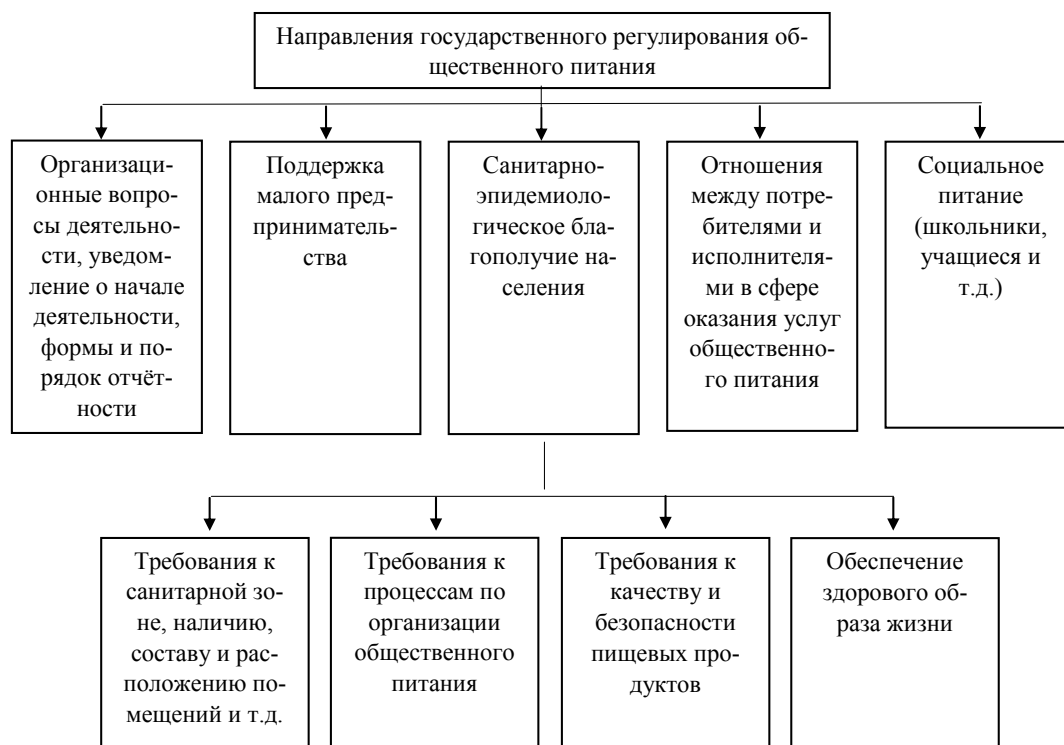 Направления государственного регулирования об-
щественного питания
Организаци-
онные вопро-
сы деятельно-
сти, уведом-
ление о начале
деятельности,
формы и по-
рядок отчёт-
ности
Поддержка
малого пред-
приниматель-
ства
Санитарно-
эпидемиоло-
гическое бла-
гополучие на-
селения
Отношения
между потре-
бителями и
исполнителя-
ми в сфере
оказания услуг
общественно-
го питания
Социальное
питание
(школьники,
учащиеся и
т.д.)
Требования к
санитарной зо-
не, наличию,
составу и рас-
положению по-
мещений и т.д.
Требования к
процессам по
организации
общественного
питания
Требования к
качеству и
безопасности
пищевых про-
дуктов
Обеспечение
здорового об-
раза жизни